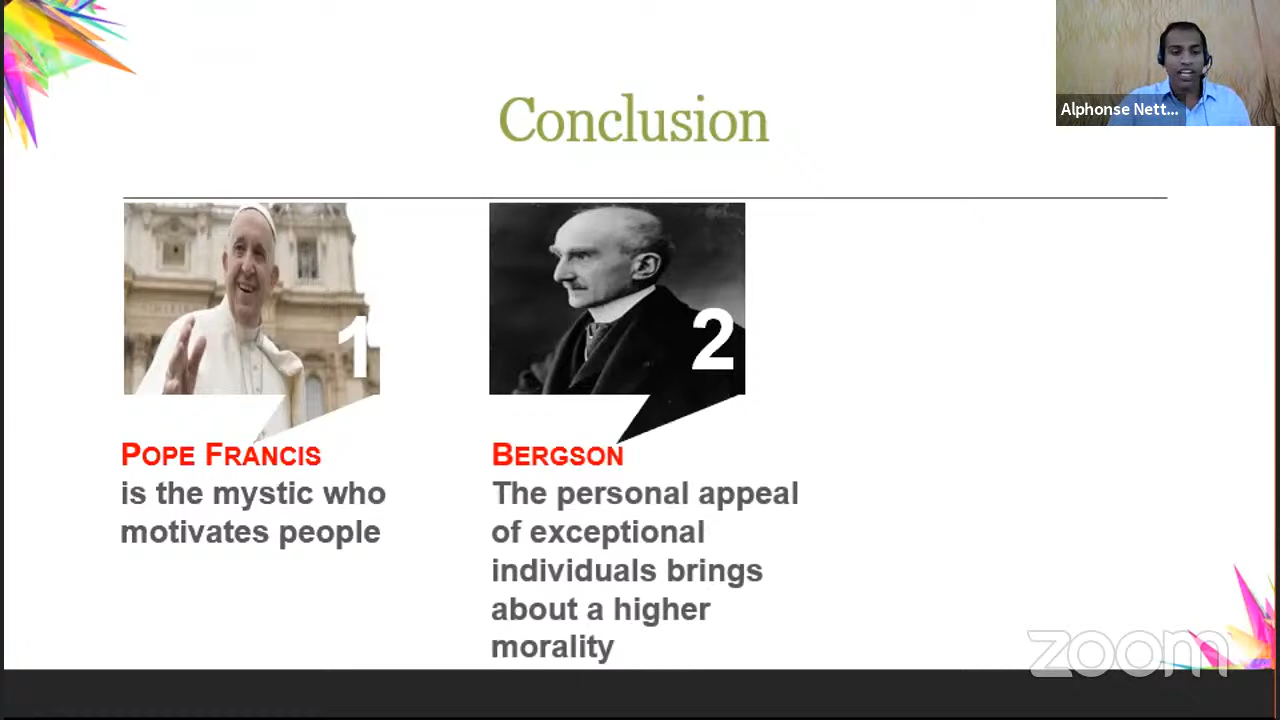 Conclusion
Alphonse Nett...
1
2
POPE FRANCIS
is the mystic who
motivates people
BERGSON
The personal appeal
of exceptional
individuals brings
about a higher
morality
zoom